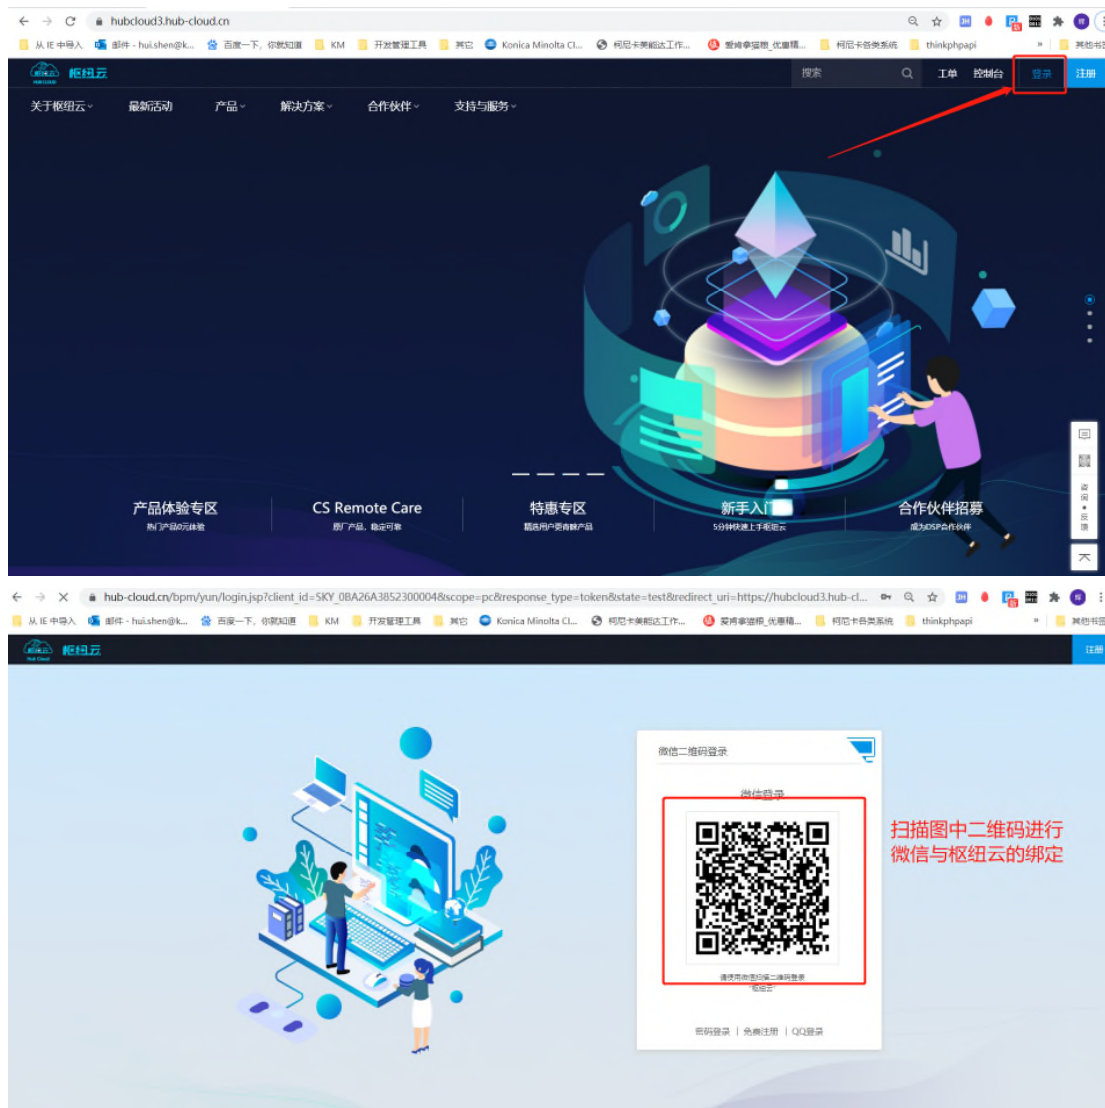 hubcloud3.hub-cloud.cn
从 IE 中导入 邮件 - hui.shen@k... 百度一下，你就知道 KM 开发管理工具 其它 Konica Minolta Cl... 柯尼卡美能达工作... 爱肯拿猫粮_优惠精... 柯尼卡各类系统 thinkphpapi » 其他书签
枢纽云 搜索 工单 控制台 登录 注册
关于枢纽云 最新活动 产品 解决方案 合作伙伴 支持与服务
咨询•反馈
产品体验专区 CS Remote Care 特惠专区 新手入门 合作伙伴招募
热门产品0元体验 原厂产品，稳定可靠 精选用户更青睐产品 5分钟快速上手枢纽云 成为DSP合作伙伴
hub-cloud.cn/bpm/yun/login.jsp?client_id=SKY_0BA26A3852300004&scope=pc&response_type=token&state=test&redirect_uri=https://hubcloud3.hub-cl...
从 IE 中导入 邮件 - hui.shen@k... 百度一下，你就知道 KM 开发管理工具 其它 Konica Minolta Cl... 柯尼卡美能达工作... 爱肯拿猫粮_优惠精... 柯尼卡各类系统 thinkphpapi » 其他书签
枢纽云 注册
Hub Cloud
微信二维码登录
微信登录
扫描图中二维码进行
微信与枢纽云的绑定
请使用微信扫描二维码登录
“枢纽云”
密码登录 | 免费注册 | QQ登录